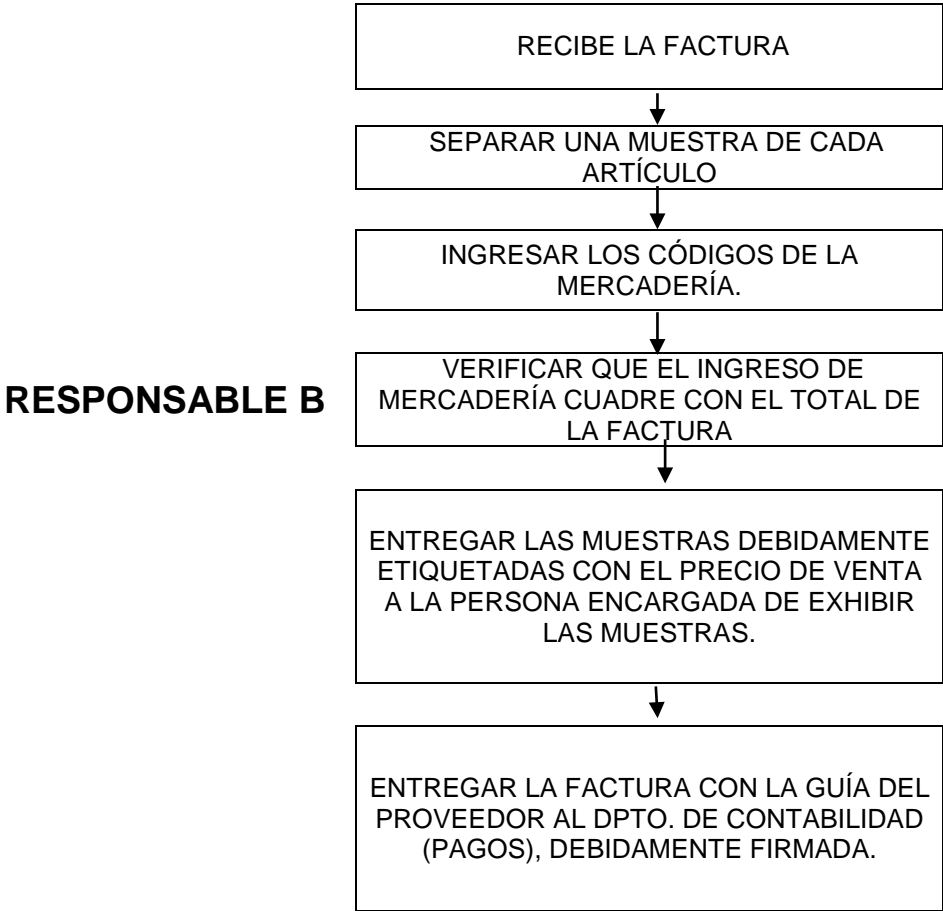 RECIBE LA FACTURA
SEPARAR UNA MUESTRA DE CADA
ARTÍCULO
INGRESAR LOS CÓDIGOS DE LA
MERCADERÍA.
RESPONSABLE B
VERIFICAR QUE EL INGRESO DE
MERCADERÍA CUADRE CON EL TOTAL DE
LA FACTURA
ENTREGAR LAS MUESTRAS DEBIDAMENTE
ETIQUETADAS CON EL PRECIO DE VENTA
A LA PERSONA ENCARGADA DE EXHIBIR
LAS MUESTRAS.
ENTREGAR LA FACTURA CON LA GUÍA DEL
PROVEEDOR AL DPTO. DE CONTABILIDAD
(PAGOS), DEBIDAMENTE FIRMADA.